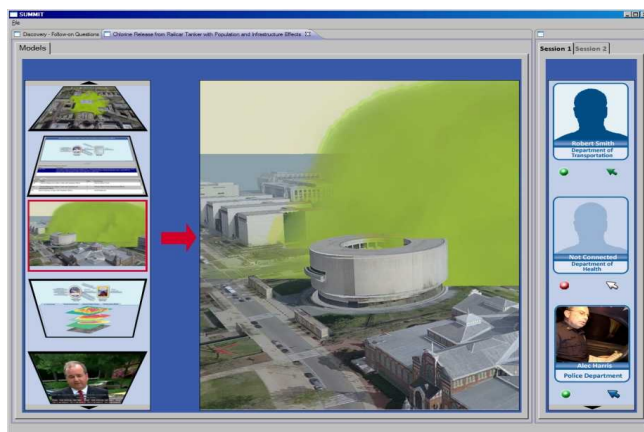 SUMMIT
File
Discovery - Follow-on Questions
Chlorine Release from Railcar Tanker with Population and Infrastructure Effects
Models
Session 1
Session 2
Robert Smith
Department of
Transportation
Not Connected
Department of
Health
Alec Harris
Police Department